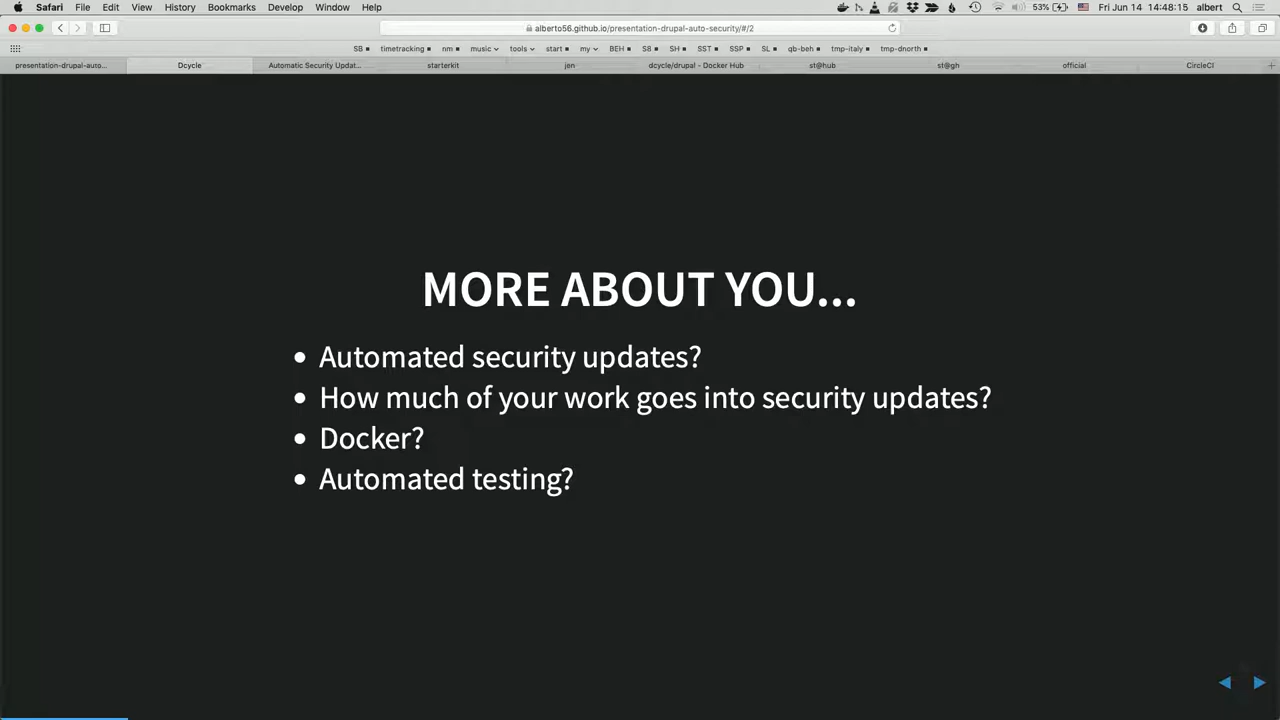 Safari File Edit View History Bookmarks Develop Window Help 53% Fri Jun 14 14:48:15 albert
alberto56.github.io/presentation-drupal-auto-security/#/2
SB timetracking nm music tools start my BEH S8 SH SST SSP SL qb-beh tmp-italy tmp-dnorth
presentation-drupal-auto... Dcycle Automatic Security Updat... starterkit jen dcycle/drupal - Docker Hub st@hub st@gh official CircleCI
MORE ABOUT YOU...
• Automated security updates?
• How much of your work goes into security updates?
• Docker?
• Automated testing?